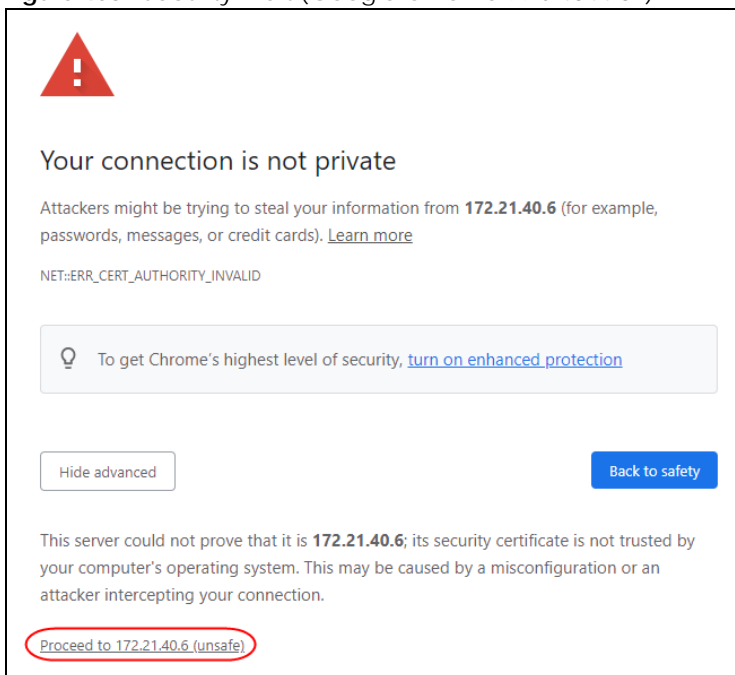 Your connection is not private
Attackers might be trying to steal your information from 172.21.40.6 (for example,
passwords, messages, or credit cards). Learn more
NET::ERR_CERT_AUTHORITY_INVALID
To get Chrome's highest level of security, turn on enhanced protection
Hide advanced
Back to safety
This server could not prove that it is 172.21.40.6; its security certificate is not trusted by
your computer's operating system. This may be caused by a misconfiguration or an
attacker intercepting your connection.
Proceed to 172.21.40.6 (unsafe)